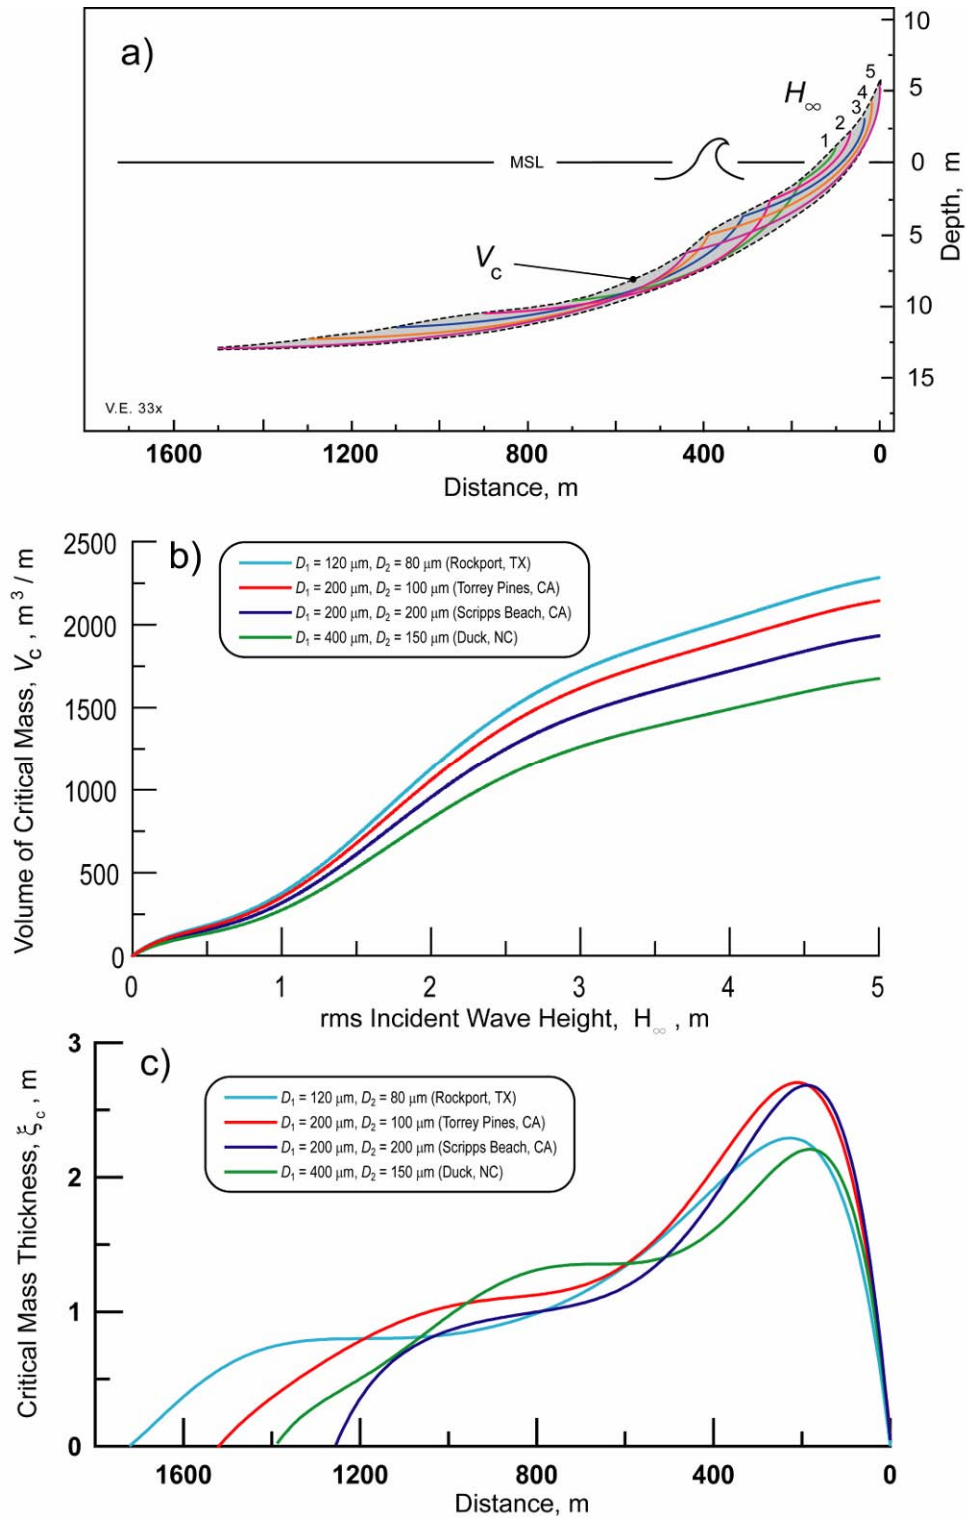 a)
10
5
H∞
5
4
3
2
1
MSL
0
Depth, m
5
Vc
10
15
V.E. 33x
1600
1200
800
400
0
Distance, m
b)
2500
2000
1500
1000
500
0
Volume of Critical Mass, Vc, m³ / m
D₁ = 120 μm, D₂ = 80 μm (Rockport, TX)
D₁ = 200 μm, D₂ = 100 μm (Torrey Pines, CA)
D₁ = 200 μm, D₂ = 200 μm (Scripps Beach, CA)
D₁ = 400 μm, D₂ = 150 μm (Duck, NC)
0 1 2 3 4 5
rms Incident Wave Height, H∞ , m
c)
3
2
1
0
Critical Mass Thickness, ξc , m
D₁ = 120 μm, D₂ = 80 μm (Rockport, TX)
D₁ = 200 μm, D₂ = 100 μm (Torrey Pines, CA)
D₁ = 200 μm, D₂ = 200 μm (Scripps Beach, CA)
D₁ = 400 μm, D₂ = 150 μm (Duck, NC)
1600 1200 800 400 0
Distance, m